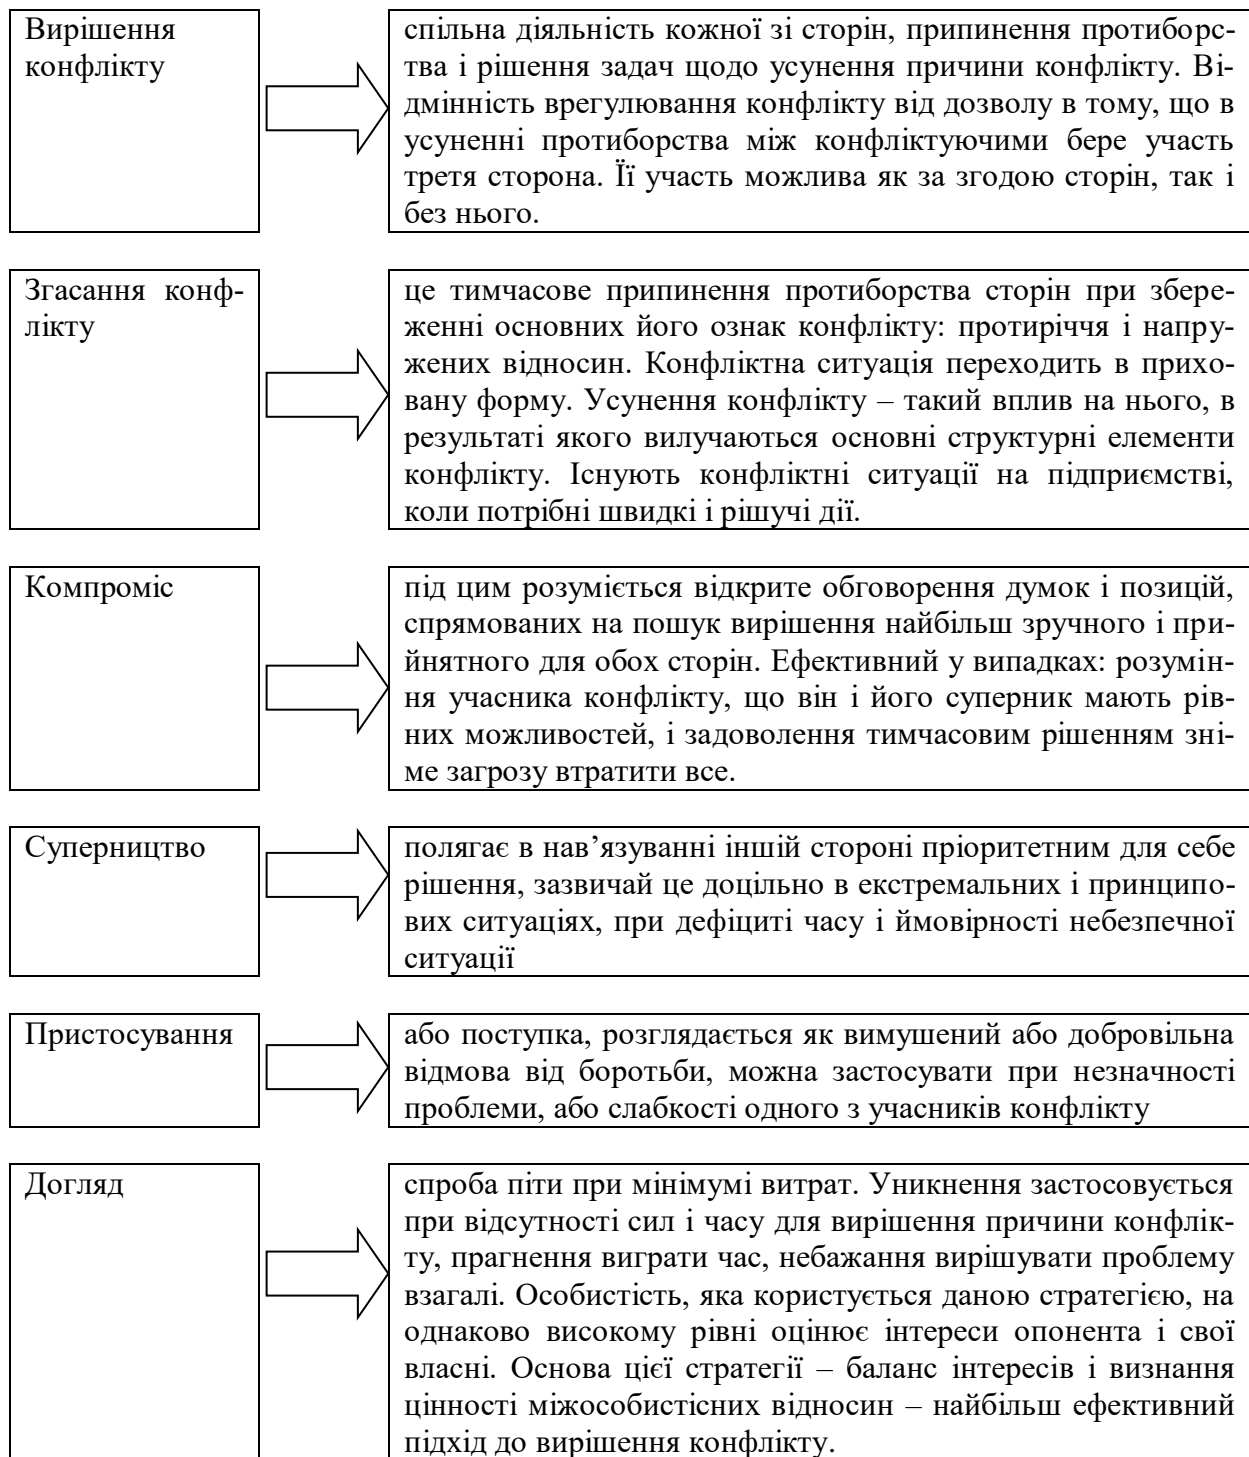 Вирішення
конфлікту
спільна діяльність кожної зі сторін, припинення протиборс-
тва і рішення задач щодо усунення причини конфлікту. Ві-
дмінність врегулювання конфлікту від дозволу в тому, що в
усуненні протиборства між конфліктуючими бере участь
третя сторона. Її участь можлива як за згодою сторін, так і
без нього.
Згасання конф-
лікту
це тимчасове припинення протиборства сторін при збере-
женні основних його ознак конфлікту: протиріччя і напру-
жених відносин. Конфліктна ситуація переходить в прихо-
вану форму. Усунення конфлікту – такий вплив на нього, в
результаті якого вилучаються основні структурні елементи
конфлікту. Існують конфліктні ситуації на підприємстві,
коли потрібні швидкі і рішучі дії.
Компроміс
під цим розуміється відкрите обговорення думок і позицій,
спрямованих на пошук вирішення найбільш зручного і при-
йнятного для обох сторін. Ефективний у випадках: розумін-
ня учасника конфлікту, що він і його суперник мають рів-
них можливостей, і задоволення тимчасовим рішенням зні-
ме загрозу втратити все.
Суперництво
полягає в нав’язуванні іншій стороні пріоритетним для себе
рішення, зазвичай це доцільно в екстремальних і принципо-
вих ситуаціях, при дефіциті часу і ймовірності небезпечної
ситуації
Пристосування
або поступка, розглядається як вимушений або добровільна
відмова від боротьби, можна застосувати при незначності
проблеми, або слабкості одного з учасників конфлікту
Догляд
спроба піти при мінімумі витрат. Уникнення застосовується
при відсутності сил і часу для вирішення причини конфлік-
ту, прагнення виграти час, небажання вирішувати проблему
взагалі. Особистість, яка користується даною стратегією, на
однаково високому рівні оцінює інтереси опонента і свої
власні. Основа цієї стратегії – баланс інтересів і визнання
цінності міжособистісних відносин – найбільш ефективний
підхід до вирішення конфлікту.